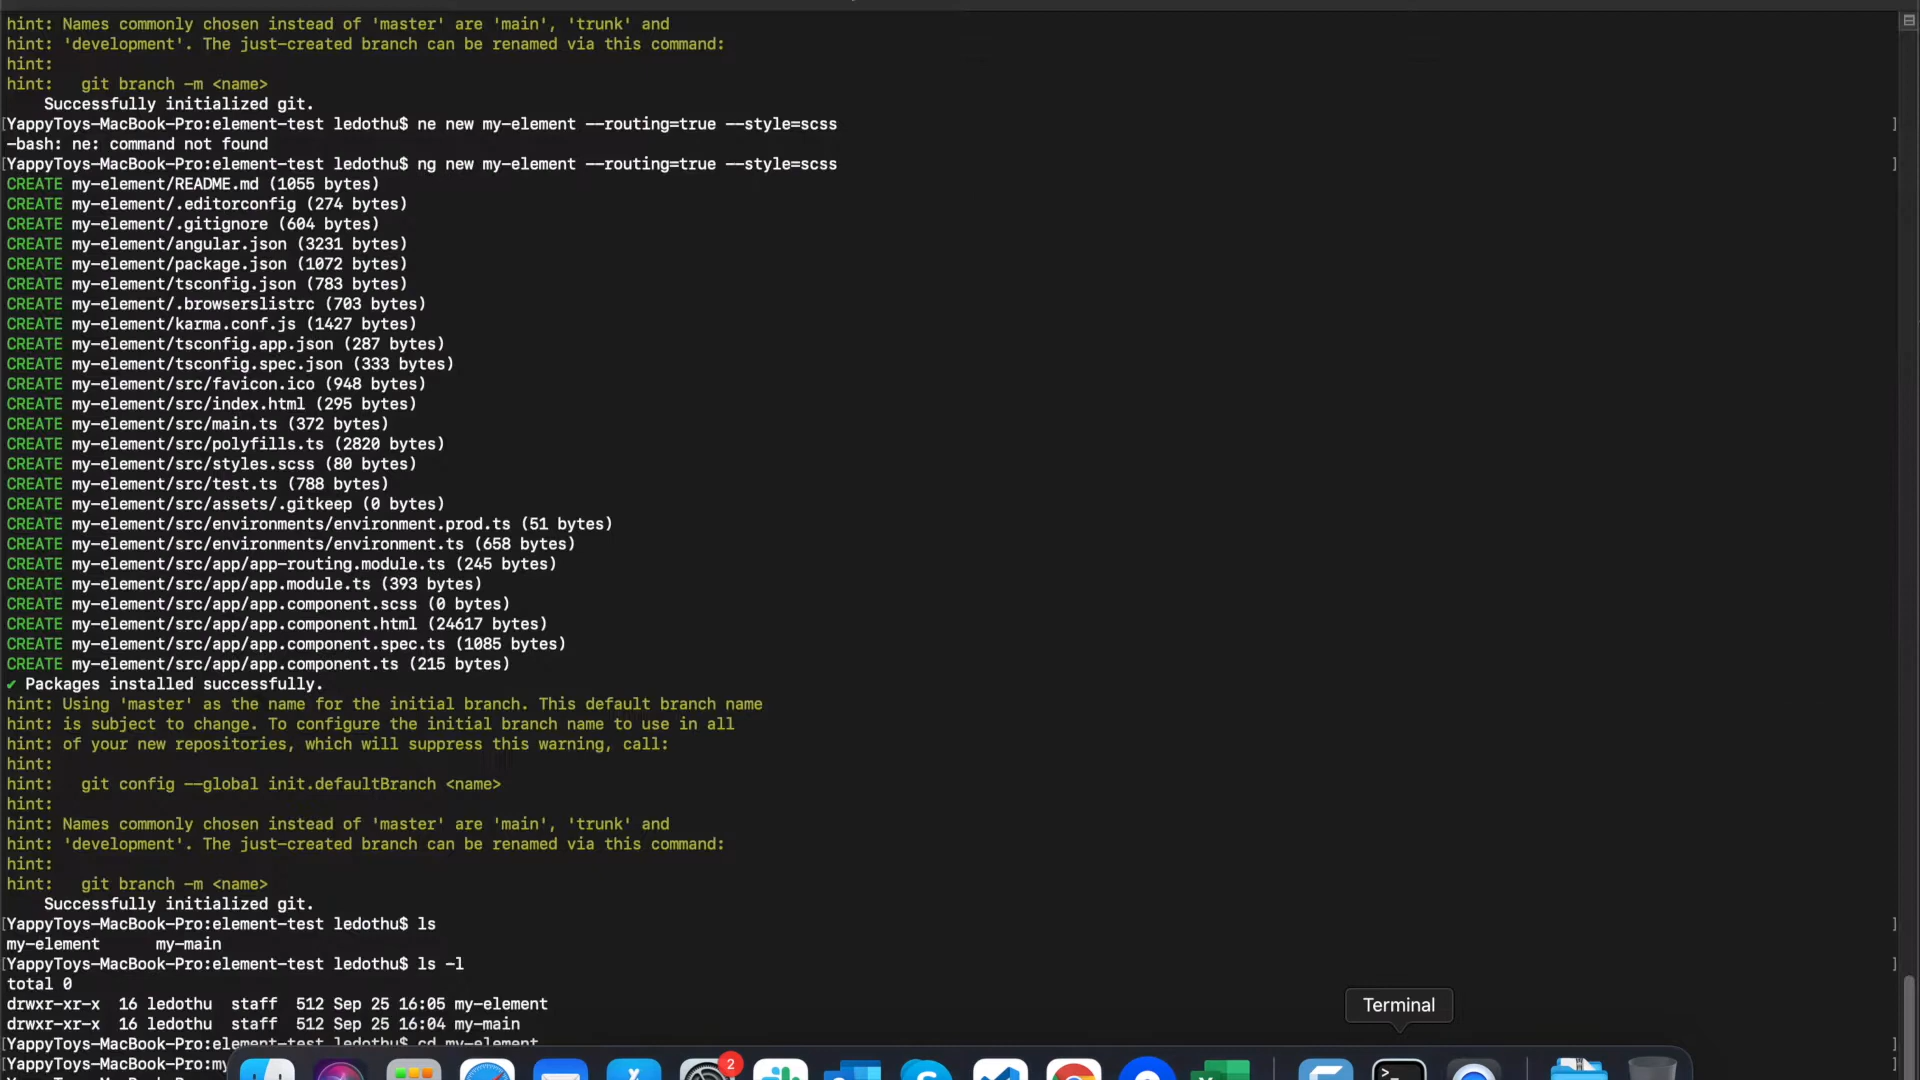 hint: Names commonly chosen instead of 'master' are 'main', 'trunk' and
hint: 'development'. The just-created branch can be renamed via this command:
hint:
hint:   git branch -m <name>
    Successfully initialized git.
[YappyToys-MacBook-Pro:element-test ledothu$ ne new my-element --routing=true --style=scss ]
-bash: ne: command not found
[YappyToys-MacBook-Pro:element-test ledothu$ ng new my-element --routing=true --style=scss ]
CREATE my-element/README.md (1055 bytes)
CREATE my-element/.editorconfig (274 bytes)
CREATE my-element/.gitignore (604 bytes)
CREATE my-element/angular.json (3231 bytes)
CREATE my-element/package.json (1072 bytes)
CREATE my-element/tsconfig.json (783 bytes)
CREATE my-element/.browserslistrc (703 bytes)
CREATE my-element/karma.conf.js (1427 bytes)
CREATE my-element/tsconfig.app.json (287 bytes)
CREATE my-element/tsconfig.spec.json (333 bytes)
CREATE my-element/src/favicon.ico (948 bytes)
CREATE my-element/src/index.html (295 bytes)
CREATE my-element/src/main.ts (372 bytes)
CREATE my-element/src/polyfills.ts (2820 bytes)
CREATE my-element/src/styles.scss (80 bytes)
CREATE my-element/src/test.ts (788 bytes)
CREATE my-element/src/assets/.gitkeep (0 bytes)
CREATE my-element/src/environments/environment.prod.ts (51 bytes)
CREATE my-element/src/environments/environment.ts (658 bytes)
CREATE my-element/src/app/app-routing.module.ts (245 bytes)
CREATE my-element/src/app/app.module.ts (393 bytes)
CREATE my-element/src/app/app.component.scss (0 bytes)
CREATE my-element/src/app/app.component.html (24617 bytes)
CREATE my-element/src/app/app.component.spec.ts (1085 bytes)
CREATE my-element/src/app/app.component.ts (215 bytes)
✔ Packages installed successfully.
hint: Using 'master' as the name for the initial branch. This default branch name
hint: is subject to change. To configure the initial branch name to use in all
hint: of your new repositories, which will suppress this warning, call:
hint:
hint:   git config --global init.defaultBranch <name>
hint:
hint: Names commonly chosen instead of 'master' are 'main', 'trunk' and
hint: 'development'. The just-created branch can be renamed via this command:
hint:
hint:   git branch -m <name>
    Successfully initialized git.
[YappyToys-MacBook-Pro:element-test ledothu$ ls ]
my-element      my-main
[YappyToys-MacBook-Pro:element-test ledothu$ ls -l ]
total 0
drwxr-xr-x  16 ledothu  staff  512 Sep 25 16:05 my-element
drwxr-xr-x  16 ledothu  staff  512 Sep 25 16:04 my-main
Terminal
[YappyToys-MacBook-Pro:element-test ledothu$ cd my-element ]
[YappyToys-MacBook-Pro:my ]
2